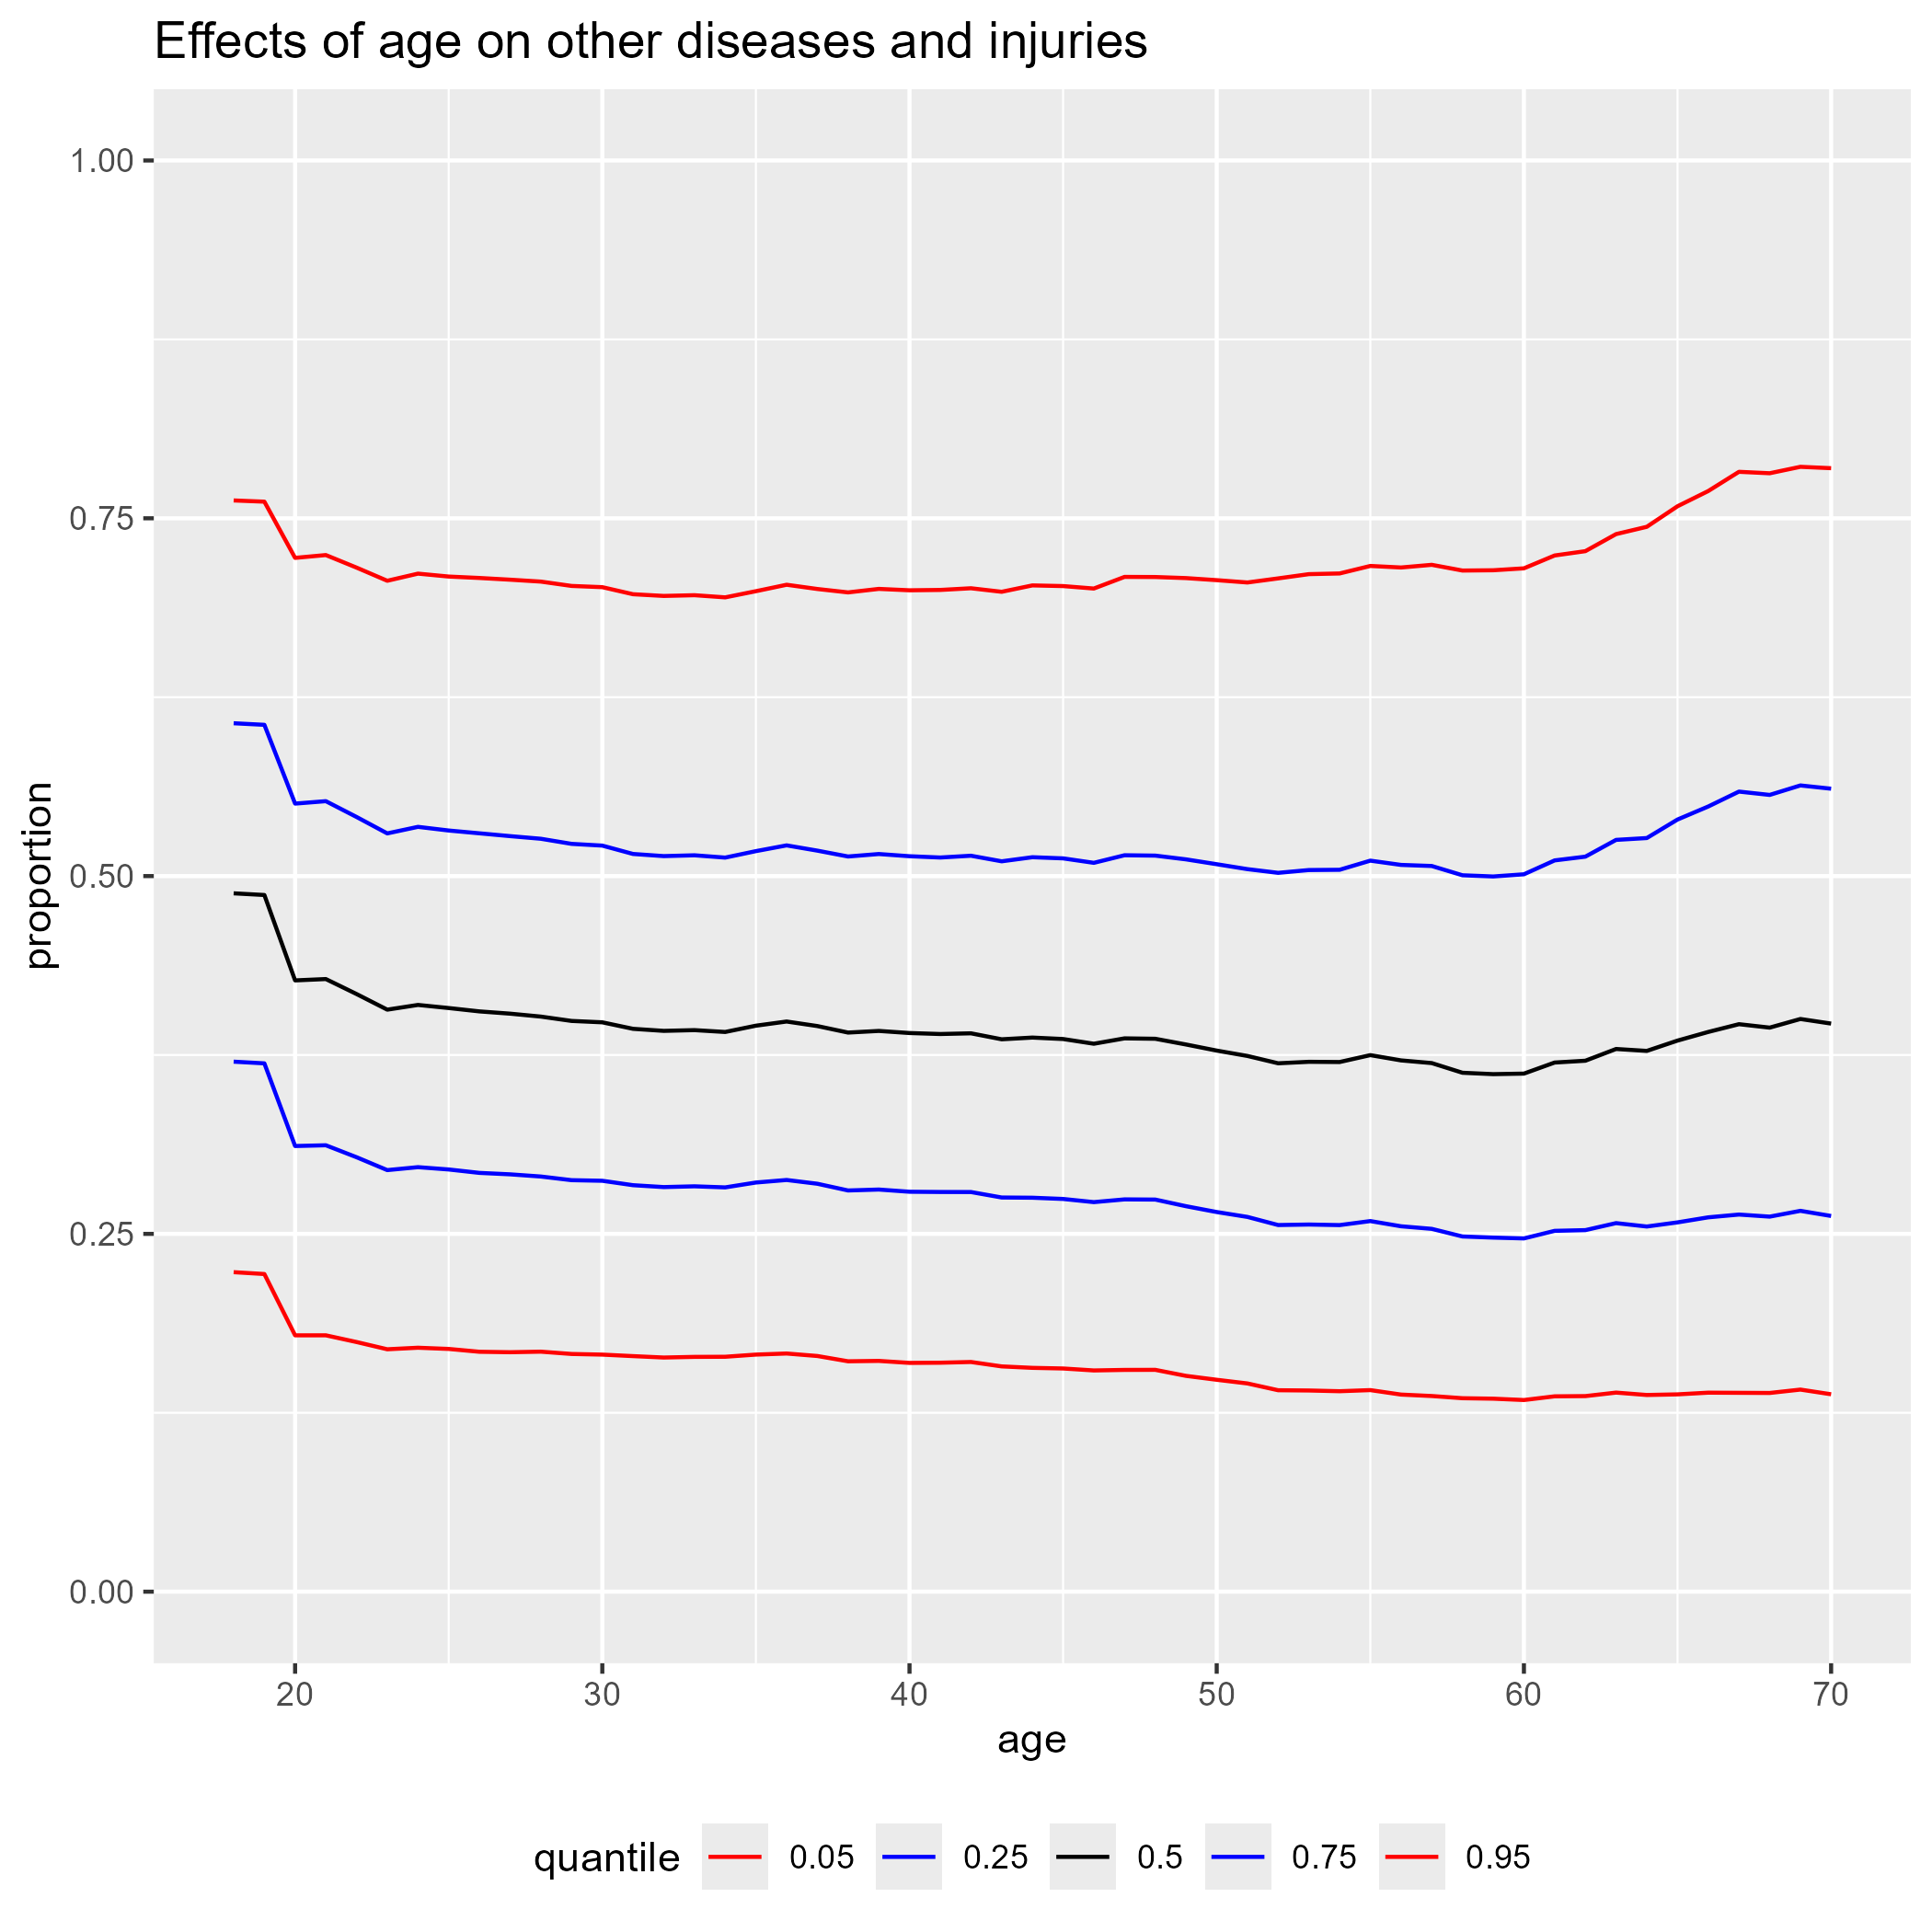 Effects of age on other diseases and injuries
1.00
0.75
0.50
0.25
0.00
proportion
20 30 40 50 60 70
age
quantile 0.05 0.25 0.5 0.75 0.95